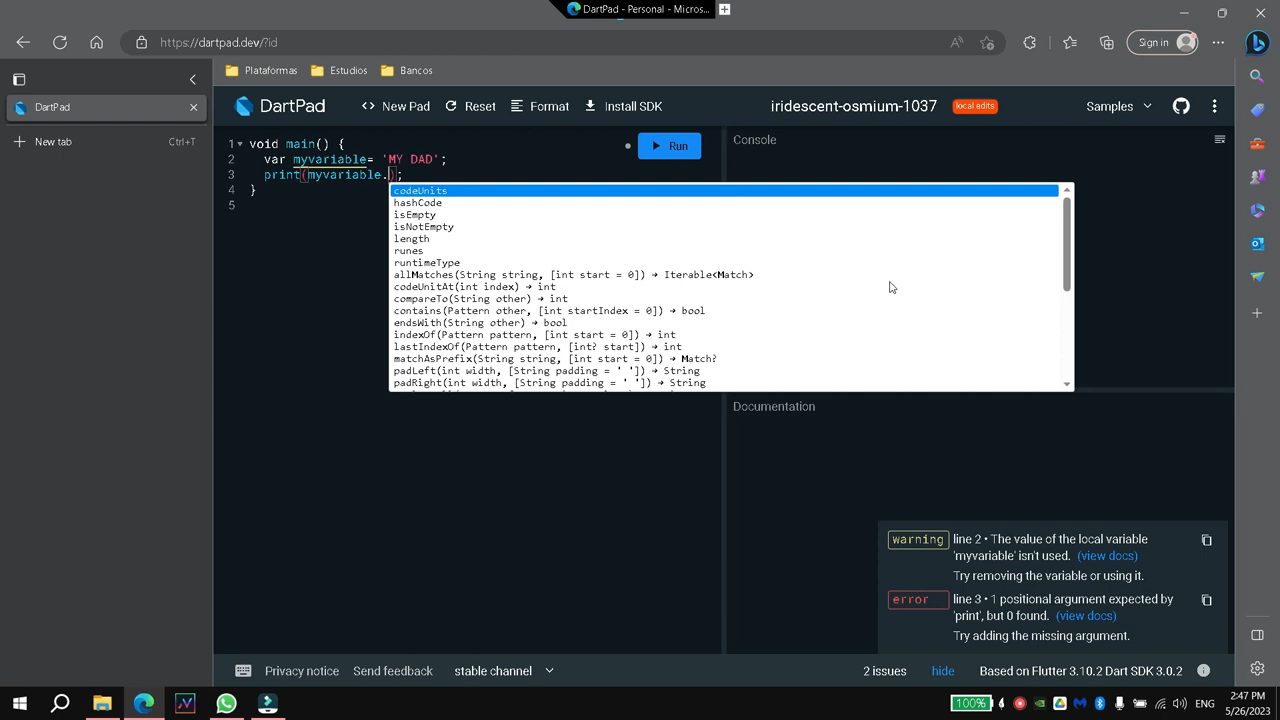 DartPad - Personal - Micros...
https://dartpad.dev/?id
Sign in
Plataformas
Estudios
Bancos
DartPad
New tab
Ctrl+T
DartPad
New Pad
Reset
Format
Install SDK
iridescent-osmium-1037
local edits
Samples
1 void main() {
2 var myvariable= 'MY DAD';
3 print(myvariable.);
4 }
5
Run
Console
codeUnits
hashCode
isEmpty
isNotEmpty
length
runes
runtimeType
allMatches(String string, [int start = 0]) → Iterable<Match>
codeUnitAt(int index) → int
compareTo(String other) → int
contains(Pattern other, [int startIndex = 0]) → bool
endsWith(String other) → bool
indexOf(Pattern pattern, [int start = 0]) → int
lastIndexOf(Pattern pattern, [int? start]) → int
matchAsPrefix(String string, [int start = 0]) → Match?
padLeft(int width, [String padding = ' ']) → String
padRight(int width, [String padding = ' ']) → String
Documentation
warning
line 2 • The value of the local variable
'myvariable' isn't used. (view docs)
Try removing the variable or using it.
error
line 3 • 1 positional argument expected by
'print', but 0 found. (view docs)
Try adding the missing argument.
Privacy notice
Send feedback
stable channel
2 issues
hide
Based on Flutter 3.10.2 Dart SDK 3.0.2
100%
ENG
2:47 PM
5/26/2023